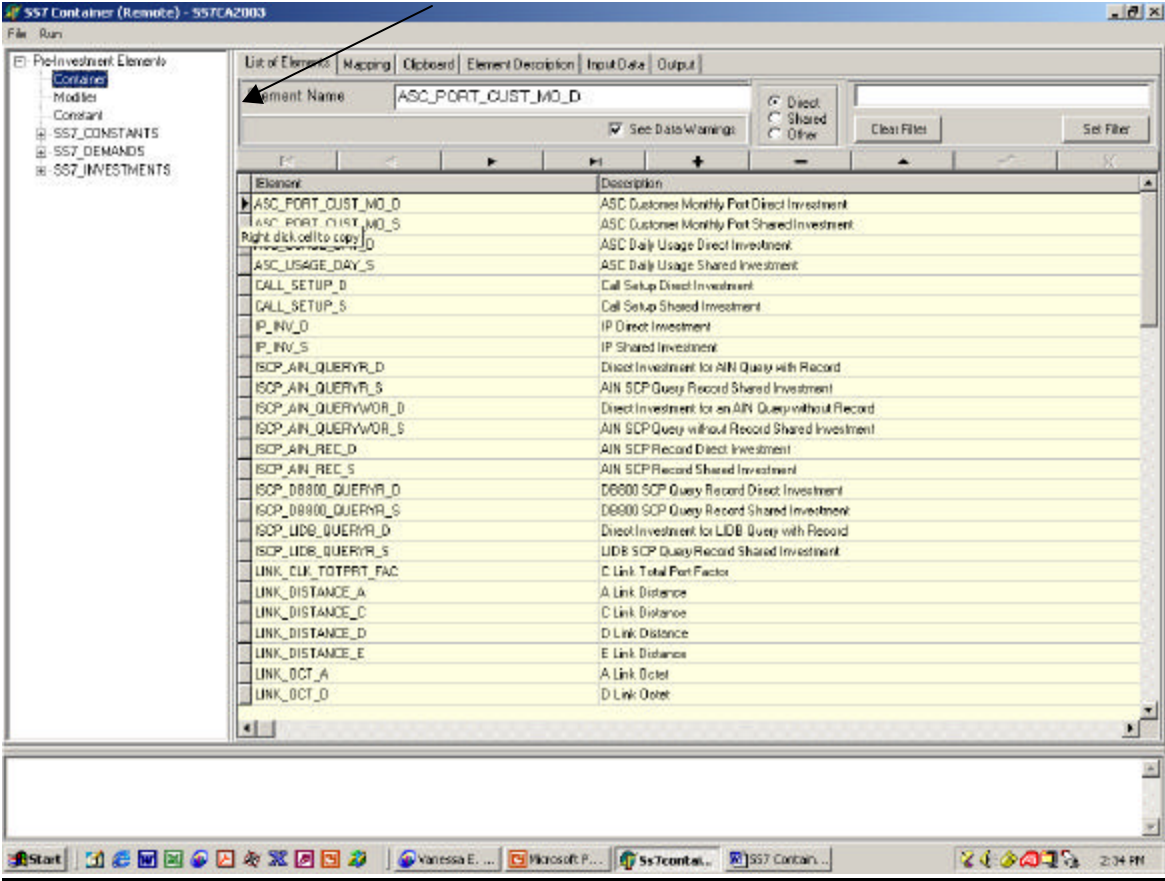 SS7 Container (Remote) - SS7CA2003
File Run
Pre-Investment Elements
Container
Modifier
Constant
SS7_CONSTANTS
SS7_DEMANDS
SS7_INVESTMENTS
List of Elements Mapping Clipboard Element Description Input Data Output
Element Name ASC_PORT_CUST_MO_D
See Data Warnings
Direct
Shared
Other
Clear Filter Set Filter
Element Description
ASC_PORT_CUST_MO_D ASC Customer Monthly Port Direct Investment
ASC_PORT_CUST_MO_S ASC Customer Monthly Port Shared Investment
Right click cell to copy
ASC Daily Usage Direct Investment
ASC_USAGE_DAY_S ASC Daily Usage Shared Investment
CALL_SETUP_D Call Setup Direct Investment
CALL_SETUP_S Call Setup Shared Investment
IP_INV_D IP Direct Investment
IP_INV_S IP Shared Investment
ISCP_AIN_QUERYR_D Direct Investment for AIN Query with Record
ISCP_AIN_QUERYR_S AIN SCP Query Record Shared Investment
ISCP_AIN_QUERYWOR_D Direct Investment for an AIN Query without Record
ISCP_AIN_QUERYWOR_S AIN SCP Query without Record Shared Investment
ISCP_AIN_REC_D AIN SCP Record Direct Investment
ISCP_AIN_REC_S AIN SCP Record Shared Investment
ISCP_DB800_QUERYR_D DB800 SCP Query Record Direct Investment
ISCP_DB800_QUERYR_S DB800 SCP Query Record Shared Investment
ISCP_LIDB_QUERYR_D Direct Investment for LIDB Query with Record
ISCP_LIDB_QUERYR_S LIDB SCP Query Record Shared Investment
LINK_CLK_TOTPRT_FAC C Link Total Port Factor
LINK_DISTANCE_A A Link Distance
LINK_DISTANCE_C C Link Distance
LINK_DISTANCE_D D Link Distance
LINK_DISTANCE_E E Link Distance
LINK_OCT_A A Link Octet
LINK_OCT_D D Link Octet
Start Vanessa E. ... Microsoft P... Ss7contai... SS7 Contain... 2:34 PM